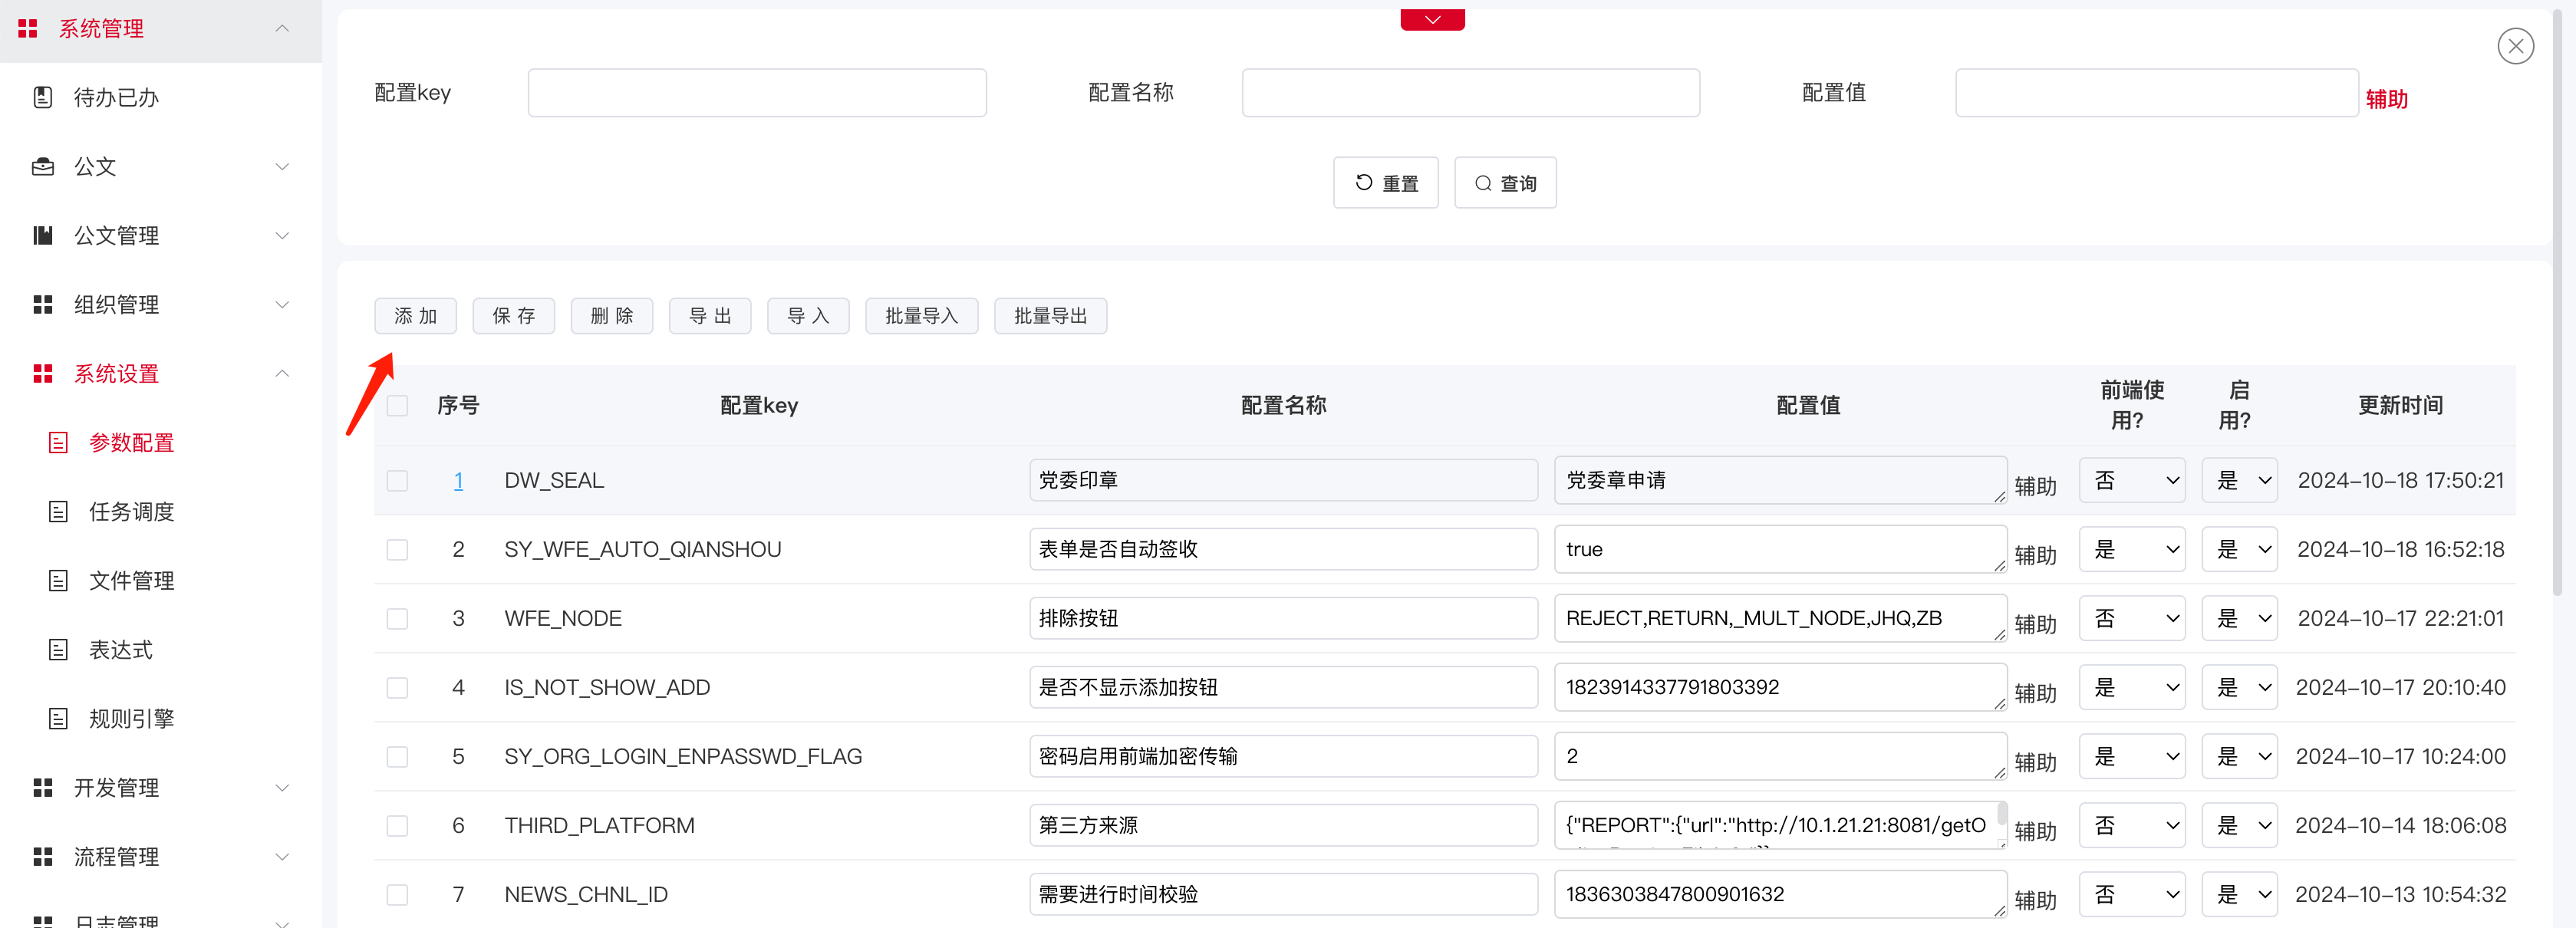 系统管理
待办已办
公文
公文管理
组织管理
系统设置
参数配置
任务调度
文件管理
表达式
规则引擎
开发管理
流程管理
日志管理
配置key
配置名称
配置值 辅助
重置 查询
添 加 保 存 删 除 导 出 导 入 批量导入 批量导出
序号 配置key 配置名称 配置值 前端使用? 启用? 更新时间
1 DW_SEAL 党委印章 党委章申请 辅助 否 是 2024-10-18 17:50:21
2 SY_WFE_AUTO_QIANSHOU 表单是否自动签收 true 辅助 是 是 2024-10-18 16:52:18
3 WFE_NODE 排除按钮 REJECT,RETURN,_MULT_NODE,JHQ,ZB 辅助 否 是 2024-10-17 22:21:01
4 IS_NOT_SHOW_ADD 是否不显示添加按钮 1823914337791803392 辅助 是 是 2024-10-17 20:10:40
5 SY_ORG_LOGIN_ENPASSWD_FLAG 密码启用前端加密传输 2 辅助 是 是 2024-10-17 10:24:00
6 THIRD_PLATFORM 第三方来源 {"REPORT":{"url":"http://10.1.21.21:8081/getO 辅助 否 是 2024-10-14 18:06:08
7 NEWS_CHNL_ID 需要进行时间校验 1836303847800901632 辅助 否 是 2024-10-13 10:54:32